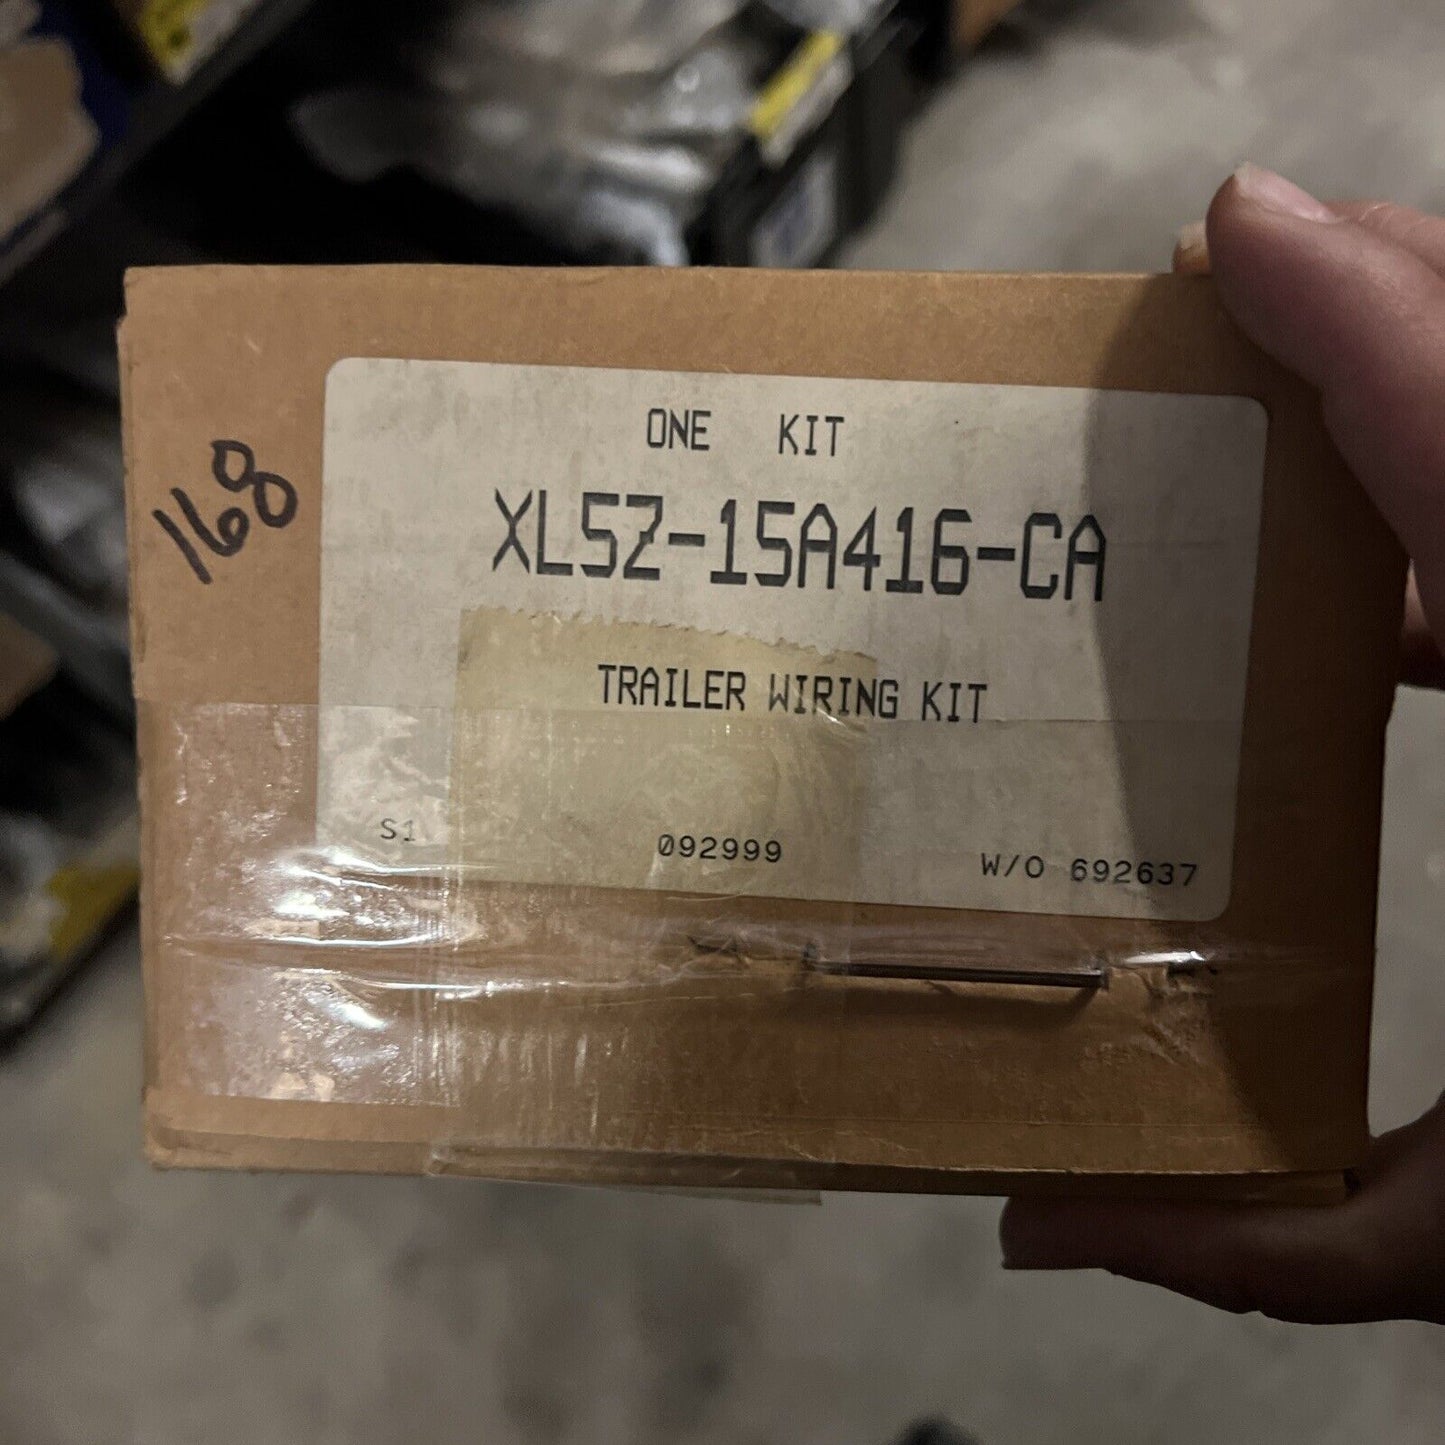 168
ONE KIT
XL5Z-15A416-CA
TRAILER WIRING KIT
S1 092999 W/O 692637